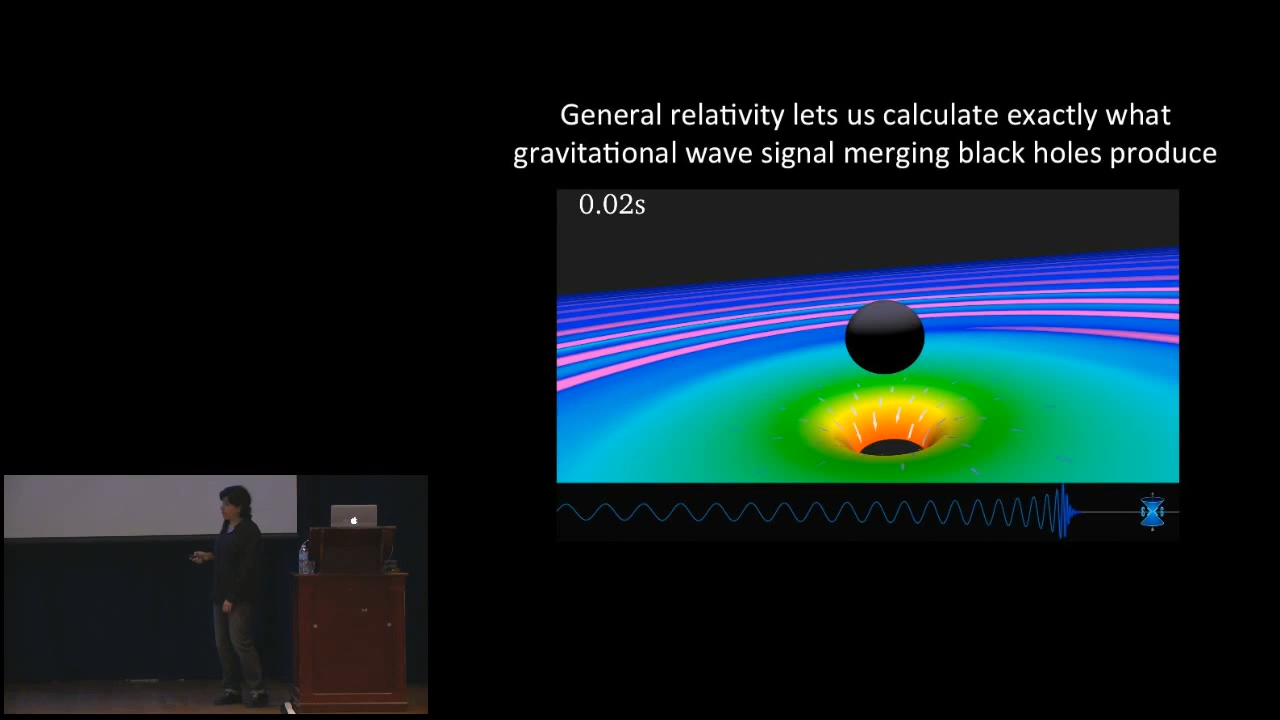 General relativity lets us calculate exactly what
gravitational wave signal merging black holes produce
0.02s